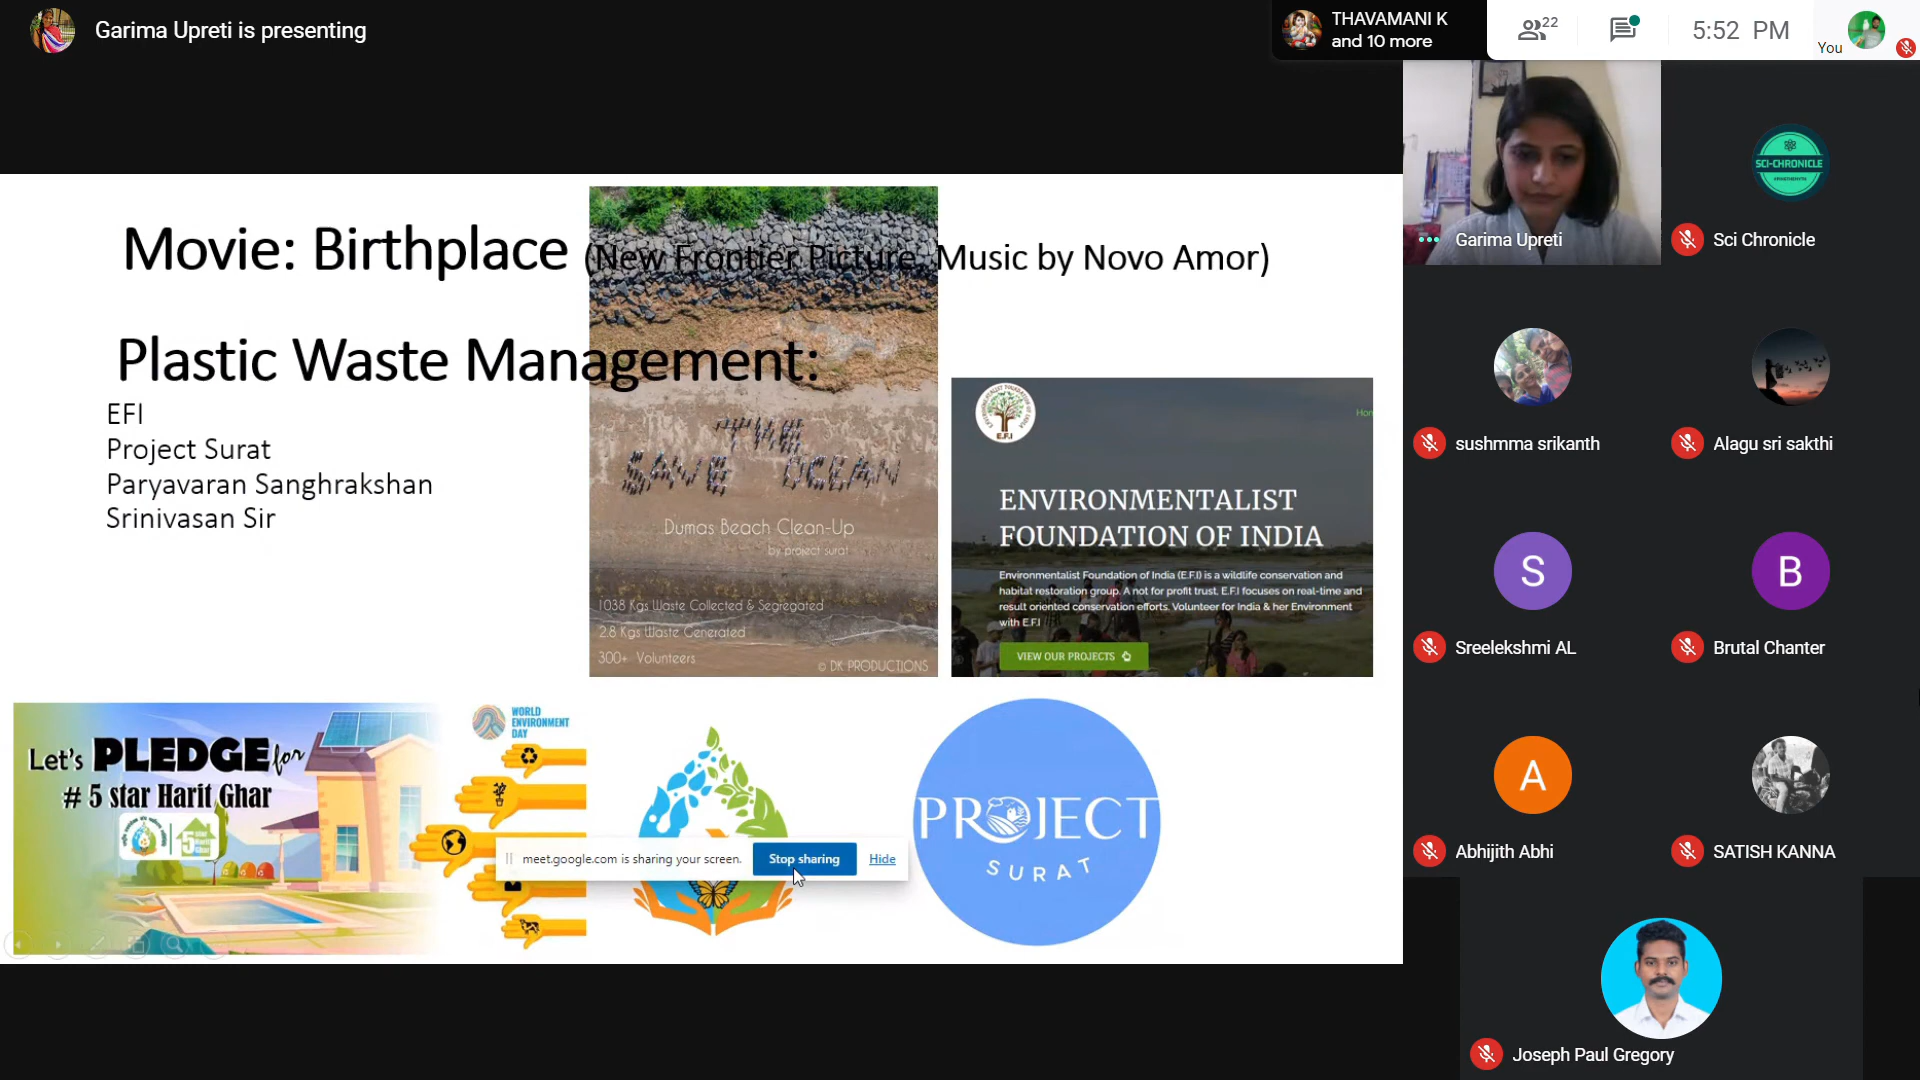 Garima Upreti is presenting
THAVAMANI K
and 10 more
22
5:52 PM
You
Movie: Birthplace (New Frontier Picture, Music by Novo Amor)
Plastic Waste Management:
EFI
Project Surat
Paryavaran Sanghrakshan
Srinivasan Sir
THE
SAVE OCEAN
Dumas Beach Clean-Up
by project surat
1038 Kgs Waste Collected & Segregated
2.8 Kgs Waste Generated
300+ Volunteers
© DK PRODUCTIONS
E.F.I
Hom
ENVIRONMENTALIST
FOUNDATION OF INDIA
Environmentalist Foundation of India (E.F.I) is a wildlife conservation and
habitat restoration group. A not for profit trust, E.F.I focuses on real-time and
result oriented conservation efforts. Volunteer for India & her Environment
with E.F.I
VIEW OUR PROJECTS
Let's PLEDGE for
# 5 star Harit Ghar
WORLD
ENVIRONMENT
DAY
meet.google.com is sharing your screen.
Stop sharing
Hide
PROJECT
SURAT
Garima Upreti
SCI-CHRONICLE
Sci Chronicle
sushmma srikanth
Alagu sri sakthi
S
Sreelekshmi AL
B
Brutal Chanter
A
Abhijith Abhi
SATISH KANNA
Joseph Paul Gregory